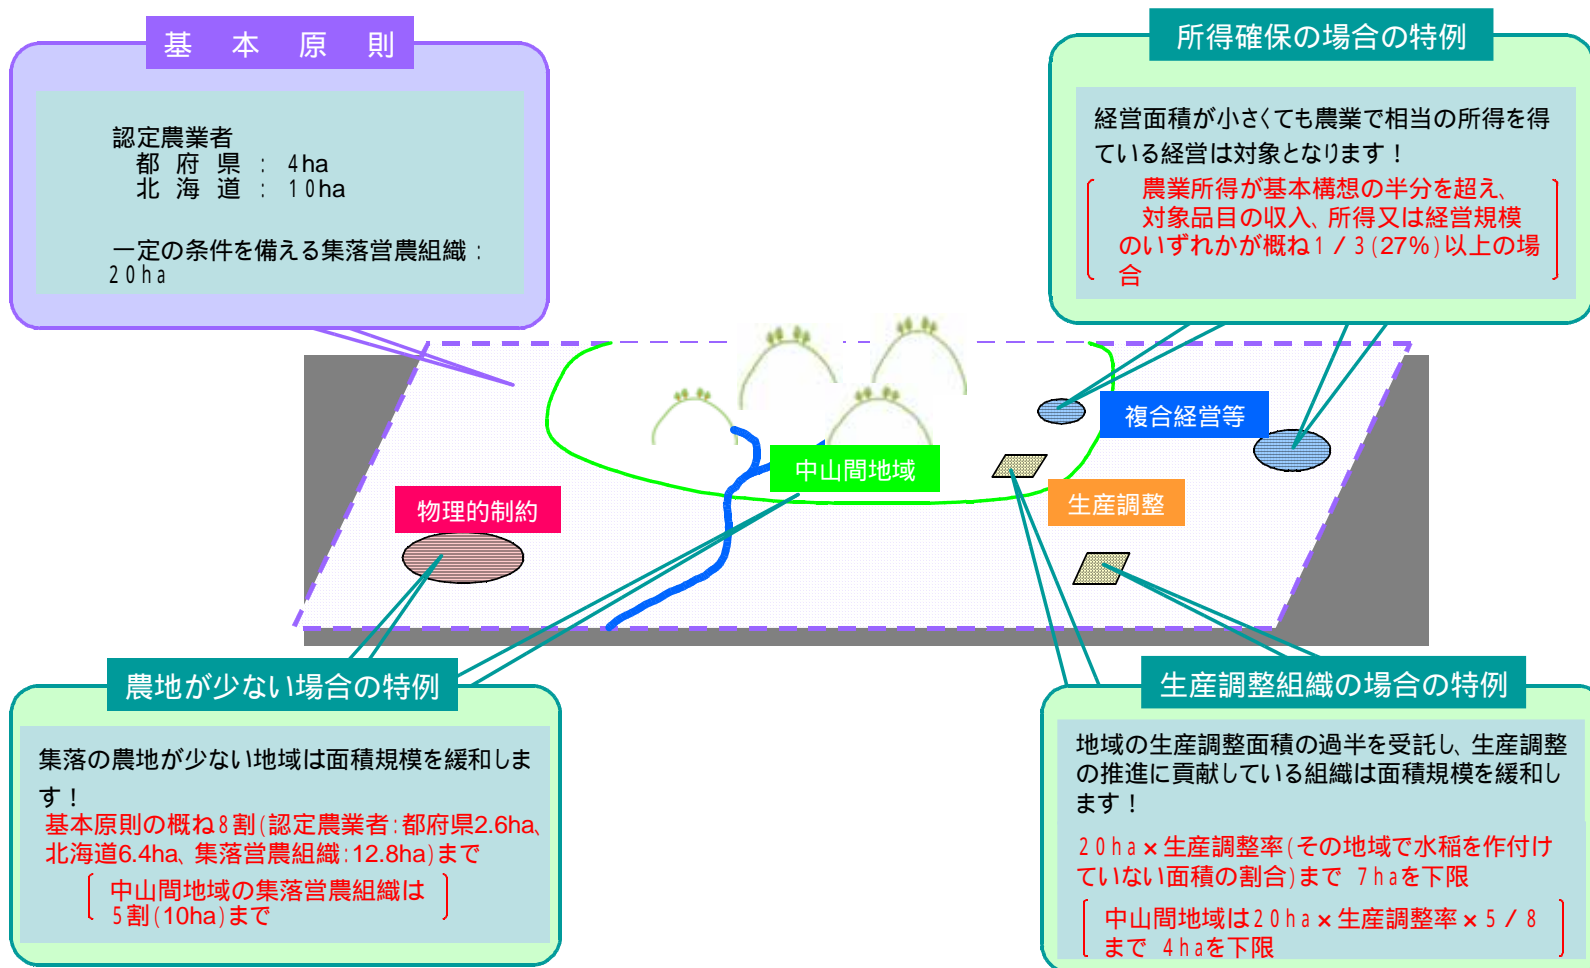 基本原則
認定農業者
都府県：4ha
北海道：10ha
一定の条件を備える集落営農組織：
20ha
所得確保の場合の特例
経営面積が小さくても農業で相当の所得を得
ている経営は対象となります！
農業所得が基本構想の半分を超え、
対象品目の収入、所得又は経営規模
のいずれかが概ね1/3(27%)以上の場
合
複合経営等
中山間地域
生産調整
物理的制約
農地が少ない場合の特例
集落の農地が少ない地域は面積規模を緩和しま
す！
基本原則の概ね8割(認定農業者:都府県2.6ha、
北海道6.4ha、集落営農組織:12.8ha)まで
中山間地域の集落営農組織は
5割(10ha)まで
生産調整組織の場合の特例
地域の生産調整面積の過半を受託し、生産調整
の推進に貢献している組織は面積規模を緩和し
ます！
20ha×生産調整率(その地域で水稲を作付け
ていない面積の割合)まで 7haを下限
中山間地域は20ha×生産調整率×5/8
まで 4haを下限